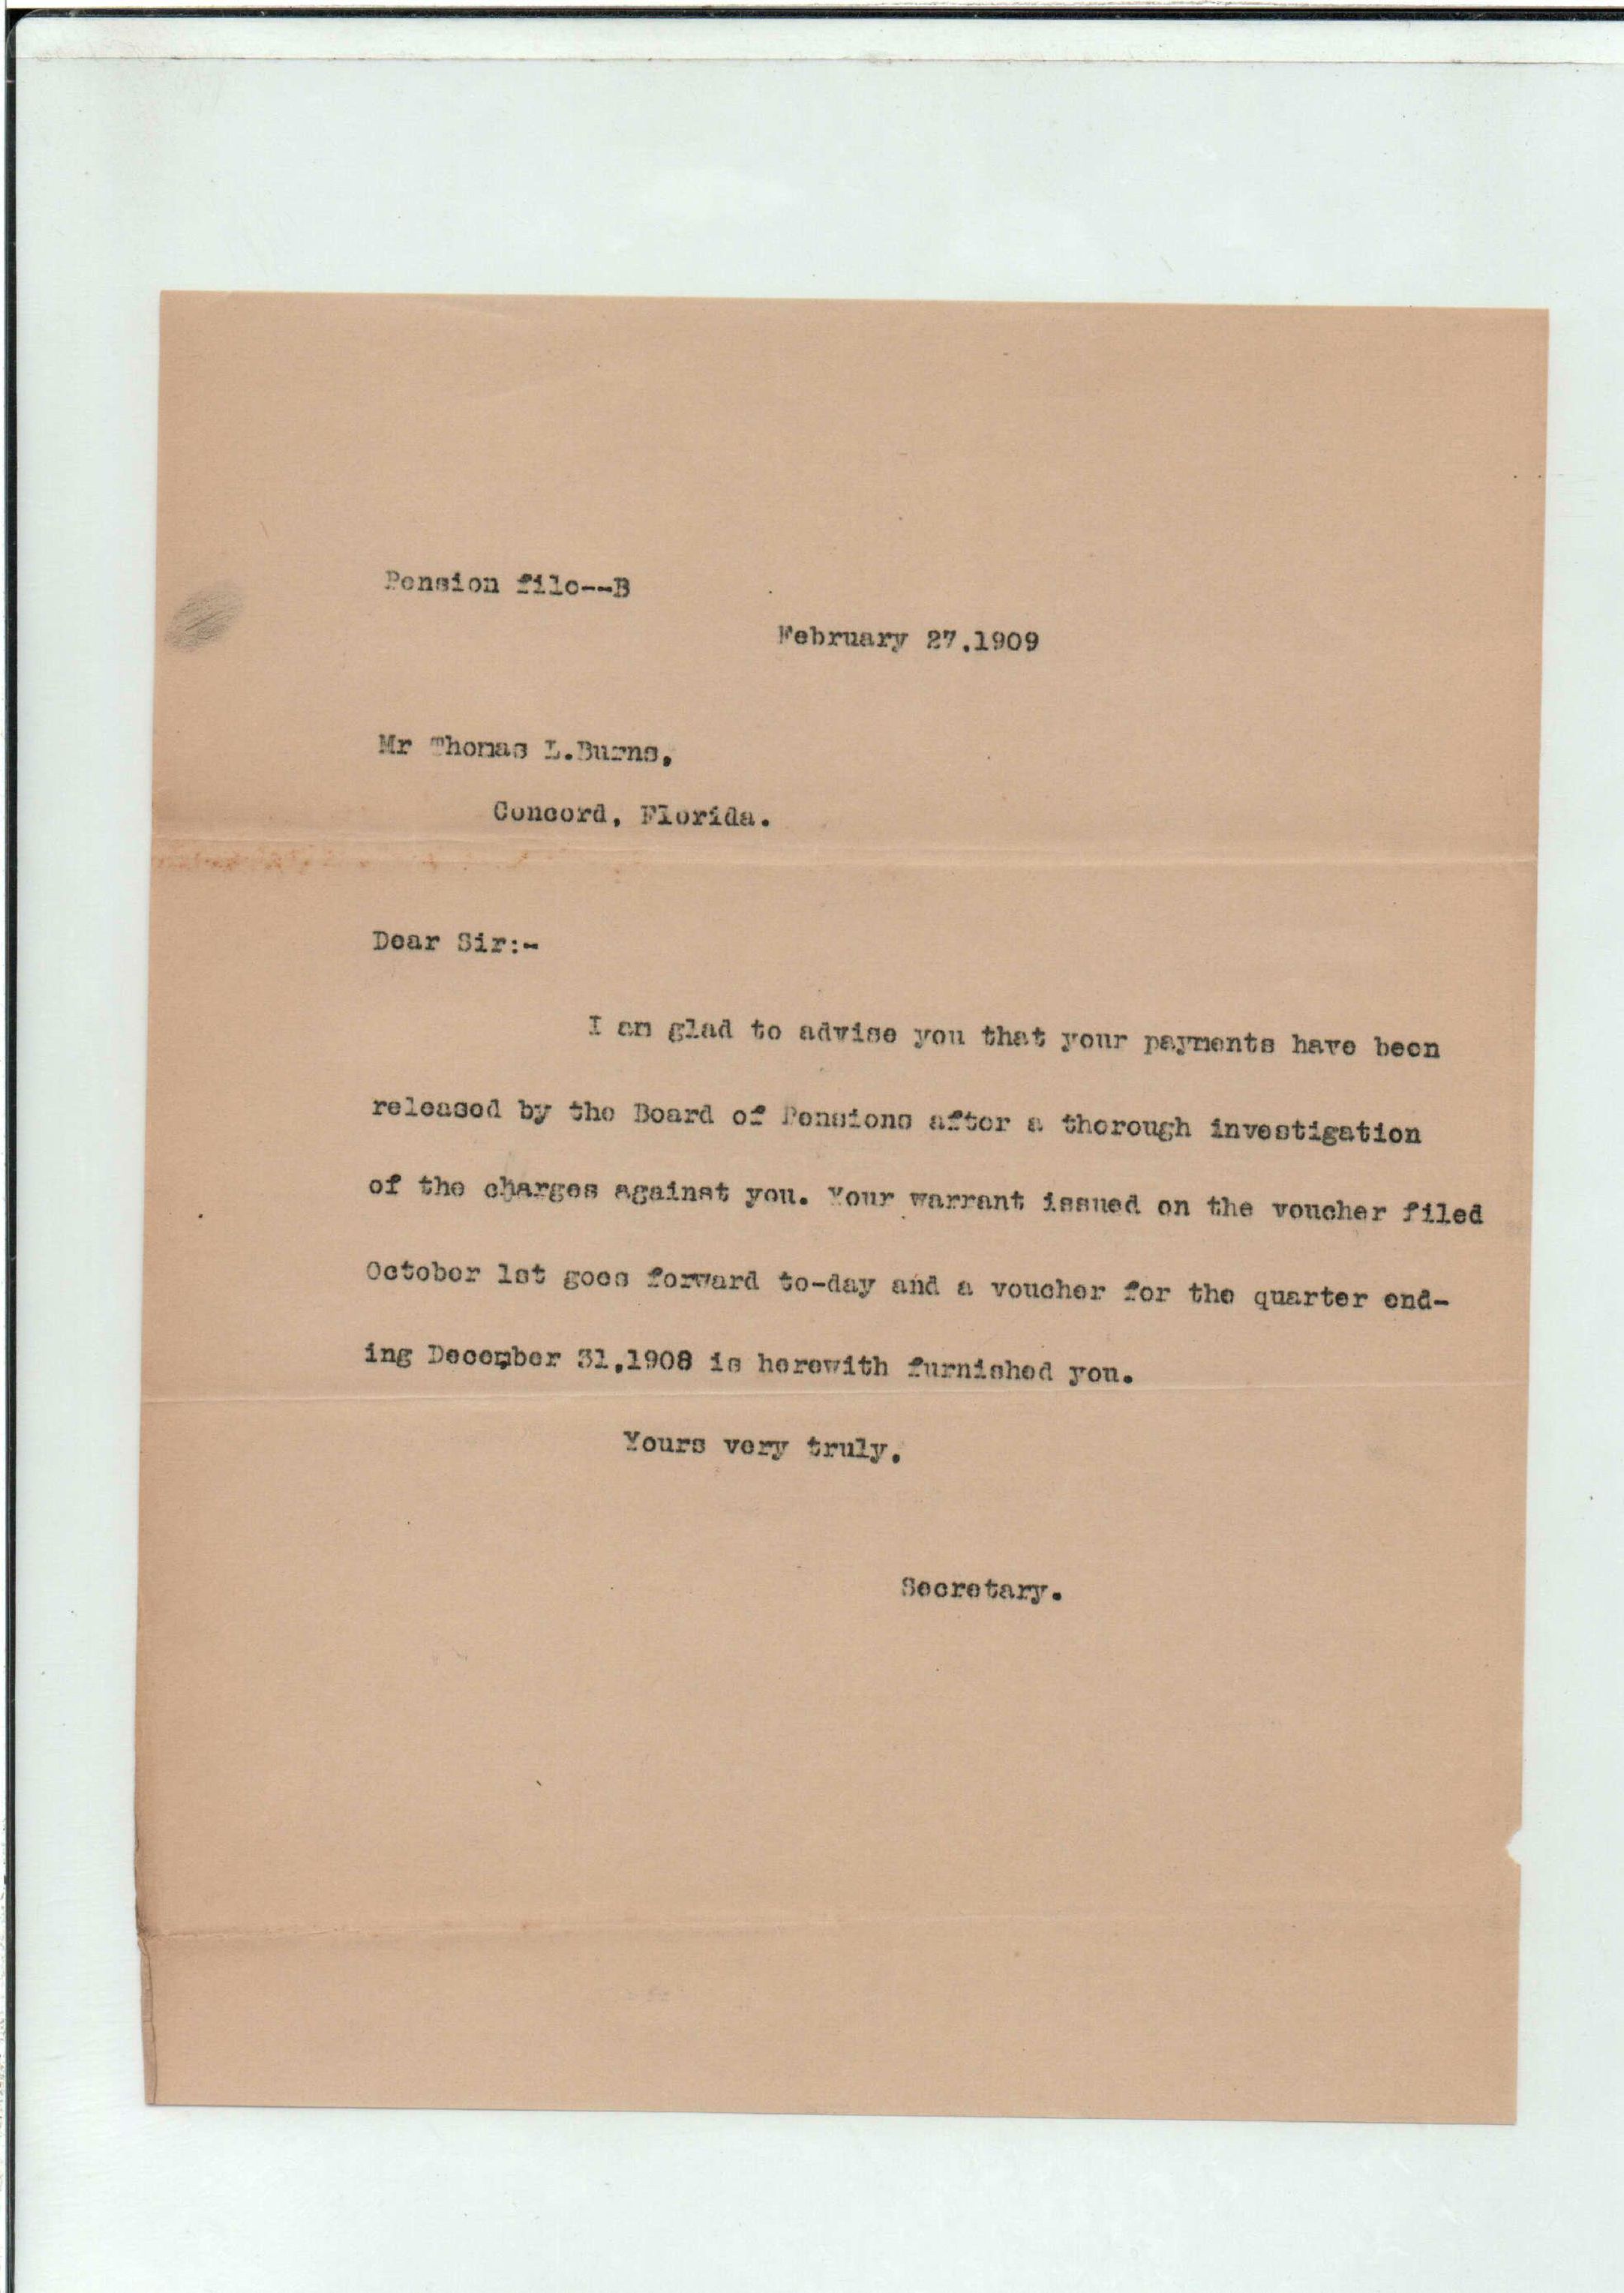 Pension file--B
February 27.1909
Mr Thomas L.Burns,
Concord, Florida.
Dear Sir:-
I am glad to advise you that your payments have been
released by the Board of Pensions after a thorough investigation
of the charges against you. Your warrant issued on the voucher filed
October 1st goes forward to-day and a voucher for the quarter end-
ing December 31,1908 is herewith furnished you.
Yours very truly,
Secretary.